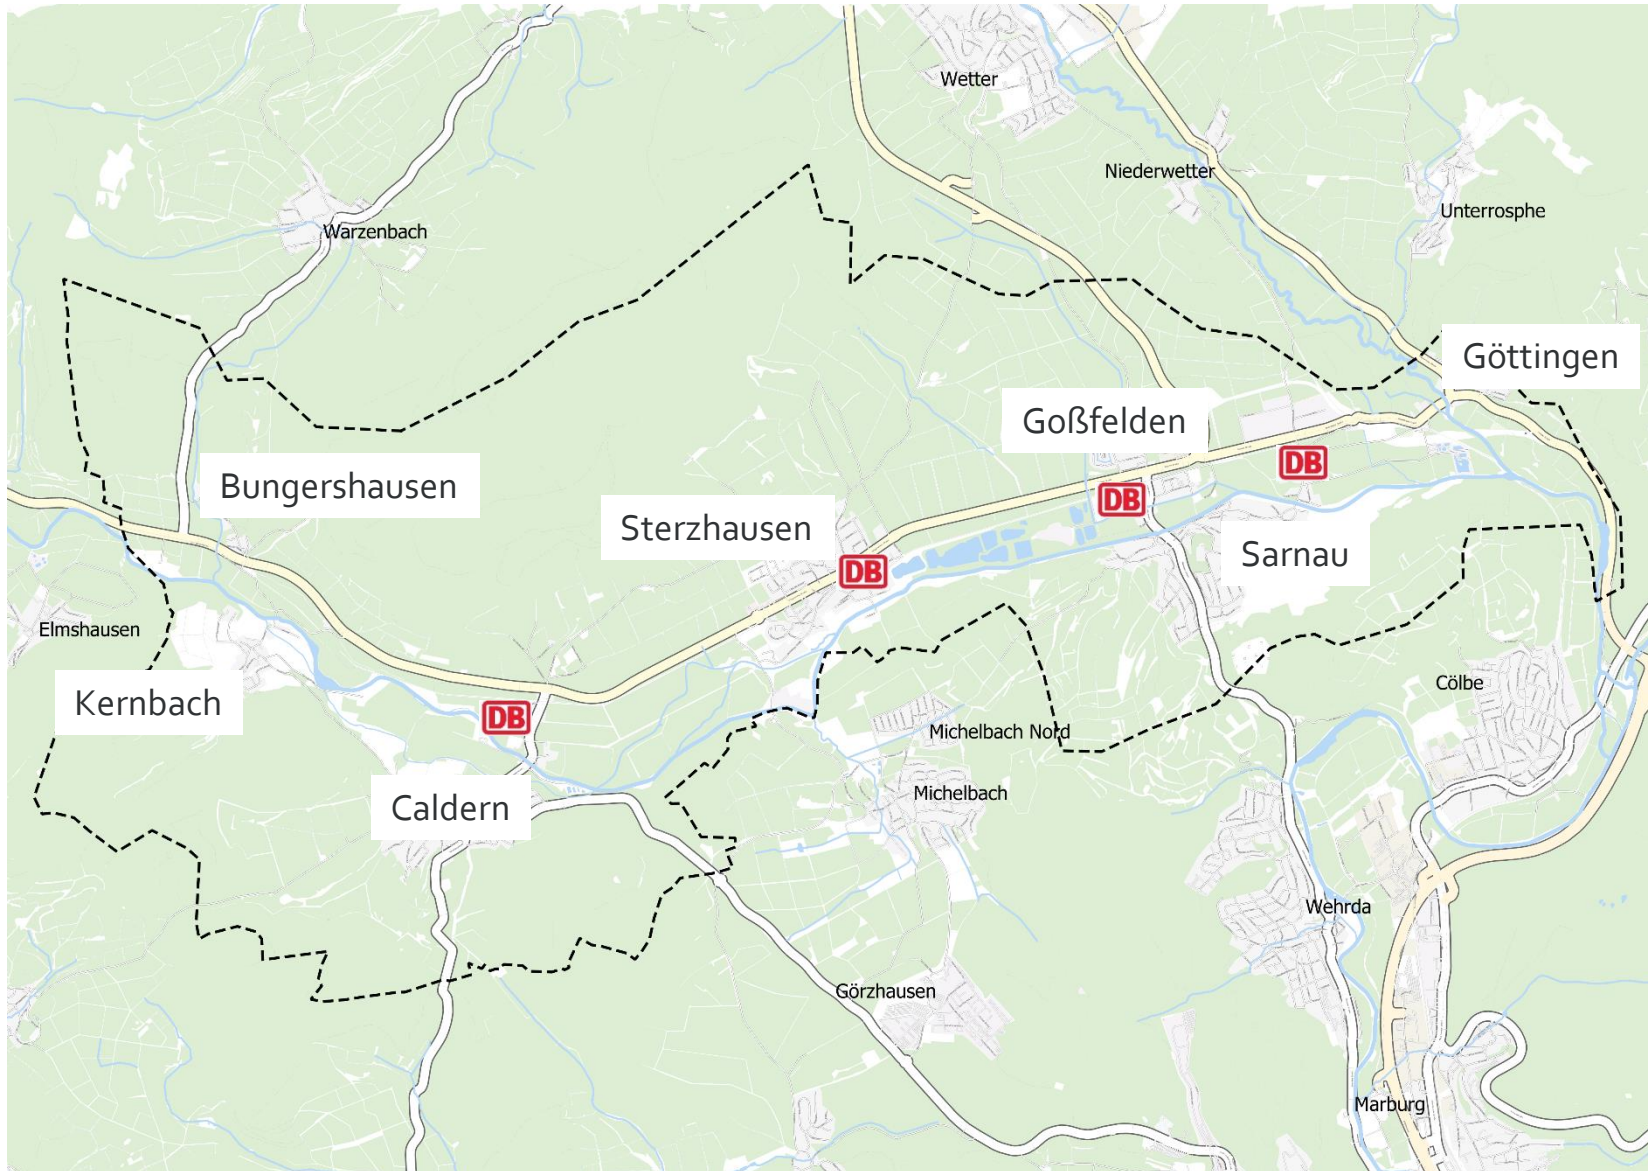 Wetter
Niederwetter
Unterrosphe
Warzenbach
Göttingen
Goßfelden
DB
Bungershausen
DB
Sterzhausen
Sarnau
DB
Elmshausen
Cölbe
Kernbach
DB
Michelbach Nord
Michelbach
Caldern
Wehrda
Görzhausen
Marburg